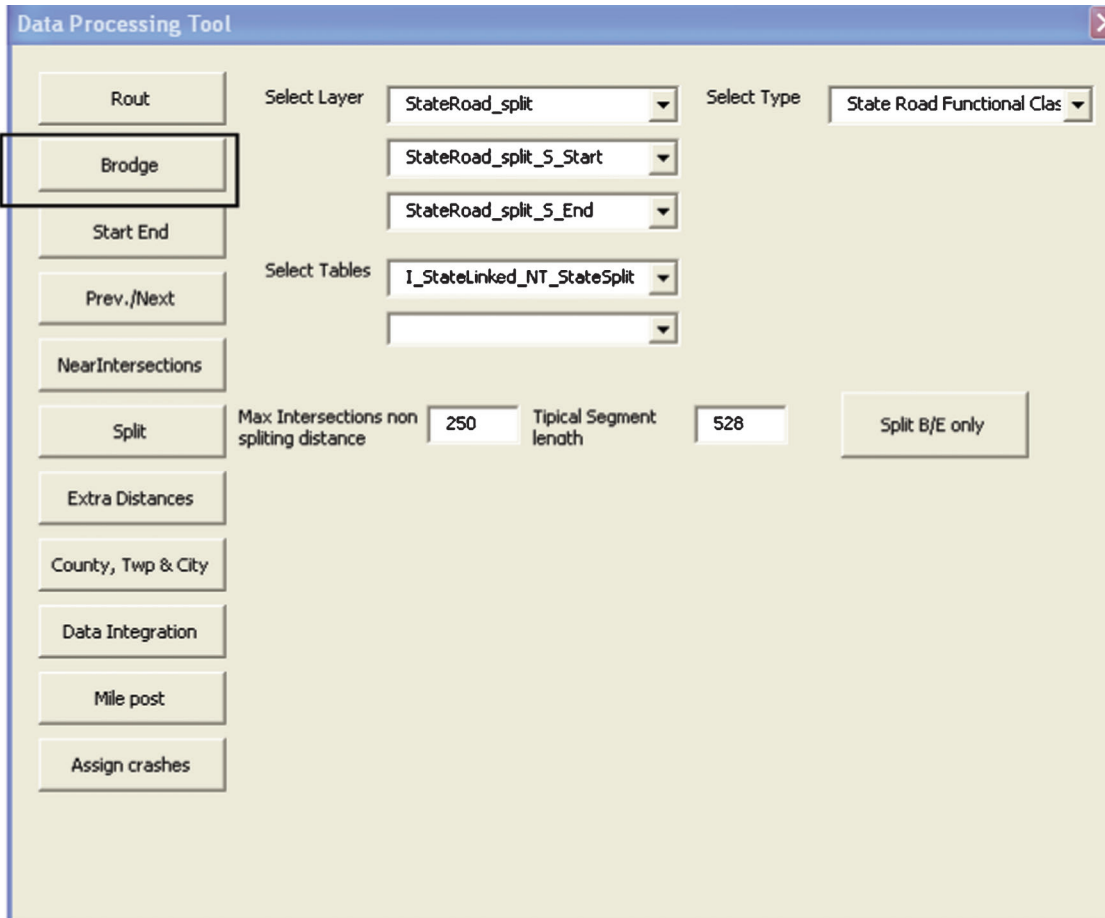 Data Processing Tool
Rout
Select Layer
StateRoad_split
Select Type
State Road Functional Clas
Brodge
StateRoad_split_S_Start
Start End
StateRoad_split_S_End
Select Tables
I_StateLinked_NT_StateSplit
Prev./Next
NearIntersections
Split
Max Intersections non
spliting distance
250
Tipical Segment
length
528
Split B/E only
Extra Distances
County, Twp & City
Data Integration
Mile post
Assign crashes